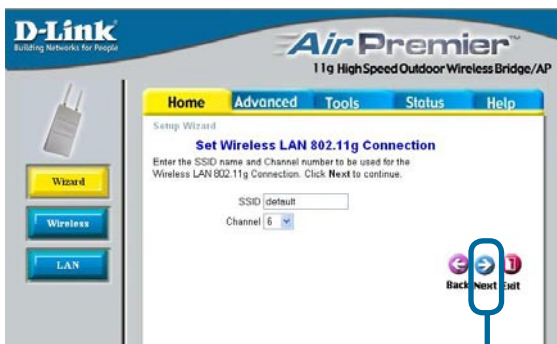 D-Link
Building Networks for People
Air Premier™
11g High Speed Outdoor Wireless Bridge/AP
Home Advanced Tools Status Help
Setup Wizard
Set Wireless LAN 802.11g Connection
Enter the SSID name and Channel number to be used for the
Wireless LAN 802.11g Connection. Click Next to continue.
SSID default
Channel 6
Wizard
Wireless
LAN
Back Next Exit